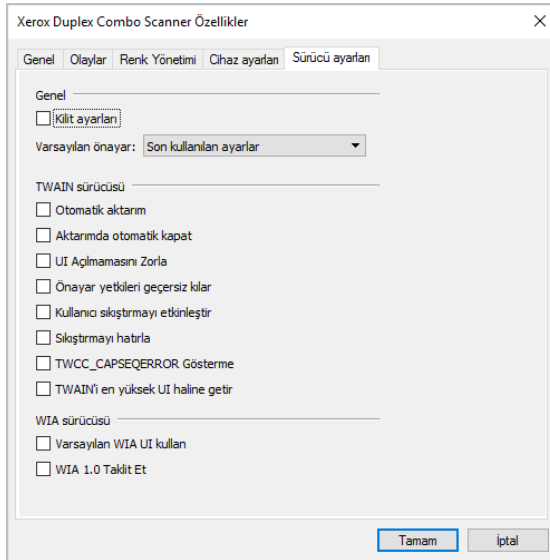 Xerox Duplex Combo Scanner Özellikler
Genel Olaylar Renk Yönetimi Cihaz ayarları Sürücü ayarları
Genel
Kilit ayarları
Varsayılan önayar: Son kullanılan ayarlar
TWAIN sürücüsü
Otomatik aktarım
Aktarımda otomatik kapat
UI Açılmamasını Zorla
Önayar yetkileri geçersiz kılar
Kullanıcı sıkıştırmayı etkinleştir
Sıkıştırmayı hatırla
TWCC_CAPSEQERROR Gösterme
TWAIN'i en yüksek UI haline getir
WIA sürücüsü
Varsayılan WIA UI kullan
WIA 1.0 Taklit Et
Tamam İptal